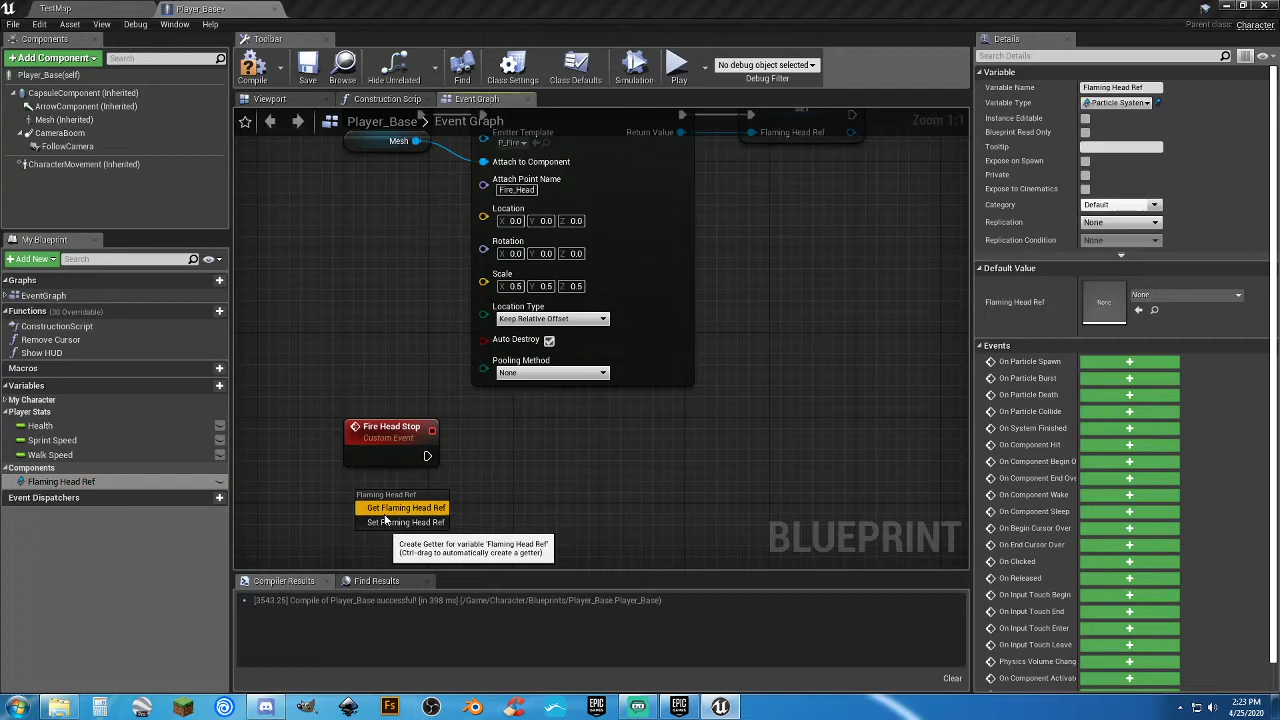 TestMap
Player_Base*
File Edit Asset View Debug Window Help
Parent class: Character
Components
+ Add Component
Search
Player_Base(self)
CapsuleComponent (Inherited)
ArrowComponent (Inherited)
Mesh (Inherited)
CameraBoom
FollowCamera
CharacterMovement (Inherited)
My Blueprint
+ Add New
Search
Graphs
EventGraph
Functions (30 Overridable)
ConstructionScript
Remove Cursor
Show HUD
Macros
Variables
My Character
Player Stats
Health
Sprint Speed
Walk Speed
Components
Flaming Head Ref
Event Dispatchers
Toolbar
Compile
Save
Browse
Hide Unrelated
Find
Class Settings
Class Defaults
Simulation
Play
No debug object selected
Debug Filter
Viewport
Construction Scrip
Event Graph
Player_Base > Event Graph
Zoom 1:1
Mesh
Emitter Template
P_Fire
Attach to Component
Attach Point Name
Fire_Head
Location
X 0.0 Y 0.0 Z 0.0
Rotation
X 0.0 Y 0.0 Z 0.0
Scale
X 0.5 Y 0.5 Z 0.5
Location Type
Keep Relative Offset
Auto Destroy
Pooling Method
None
Return Value
SET
Flaming Head Ref
Fire Head Stop
Custom Event
Flaming Head Ref
Get Flaming Head Ref
Set Flaming Head Ref
Create Getter for variable 'Flaming Head Ref'
(Ctrl-drag to automatically create a getter)
BLUEPRINT
Compiler Results
Find Results
[3543.25] Compile of Player_Base successful! [in 398 ms] (/Game/Character/Blueprints/Player_Base.Player_Base)
Clear
Details
Search Details
Variable
Variable Name Flaming Head Ref
Variable Type Particle System
Instance Editable
Blueprint Read Only
Tooltip
Expose on Spawn
Private
Expose to Cinematics
Category Default
Replication None
Replication Condition None
Default Value
Flaming Head Ref
None
None
Events
On Particle Spawn
On Particle Burst
On Particle Death
On Particle Collide
On System Finished
On Component Hit
On Component Begin O
On Component End Ove
On Component Wake
On Component Sleep
On Begin Cursor Over
On End Cursor Over
On Clicked
On Released
On Input Touch Begin
On Input Touch End
On Input Touch Enter
On Input Touch Leave
Physics Volume Chang
On Component Activat
Fs
EPIC GAMES
EPIC GAMES
2:23 PM
4/25/2020